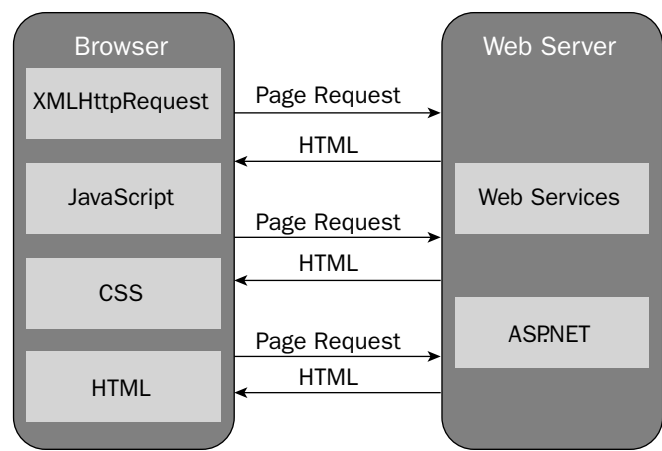 Browser
Web Server
XMLHttpRequest
Page Request
HTML
JavaScript
Web Services
Page Request
HTML
CSS
ASP.NET
Page Request
HTML
HTML